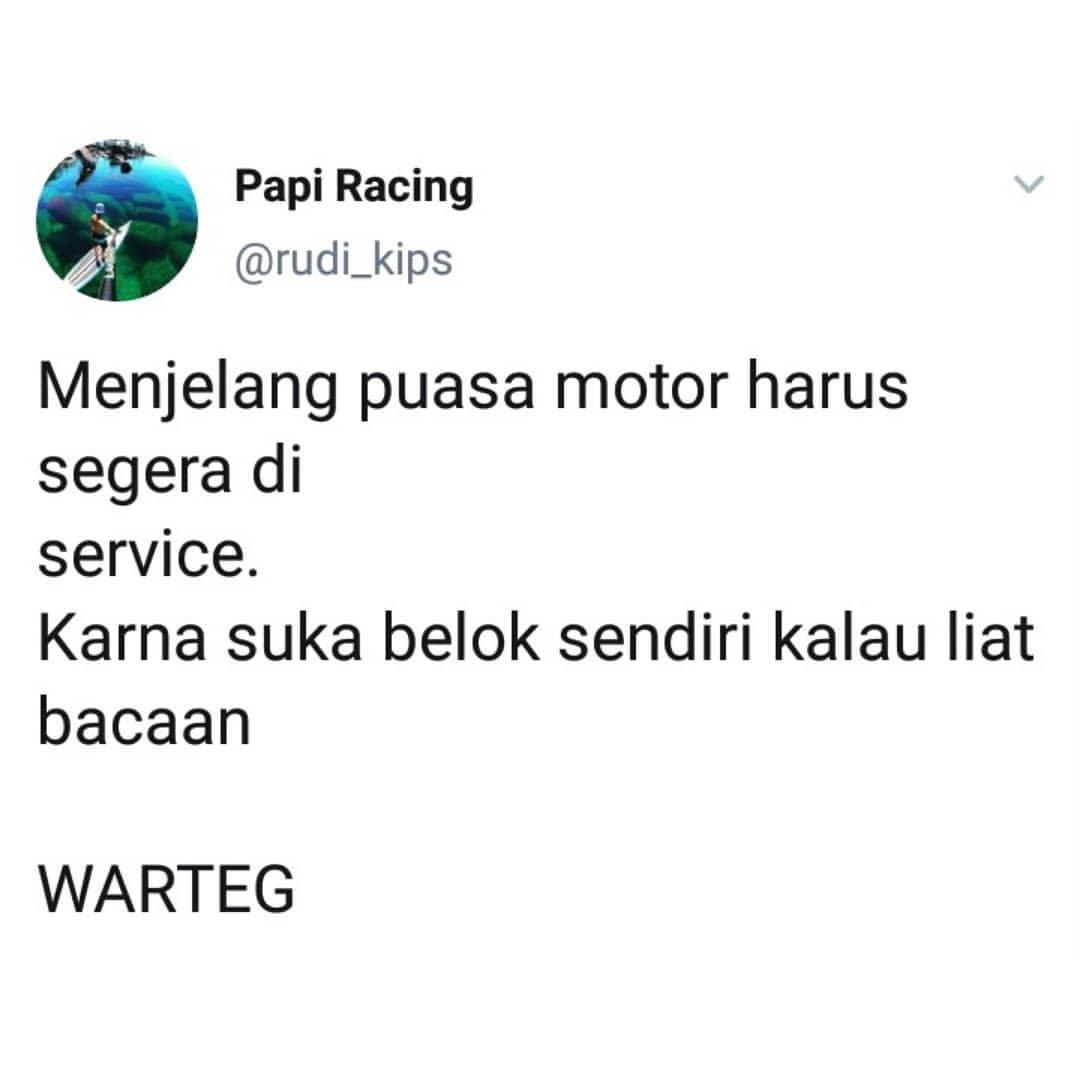 Papi Racing
@rudi_kips
Menjelang puasa motor harus
segera di
service.
Karna suka belok sendiri kalau liat
bacaan
WARTEG